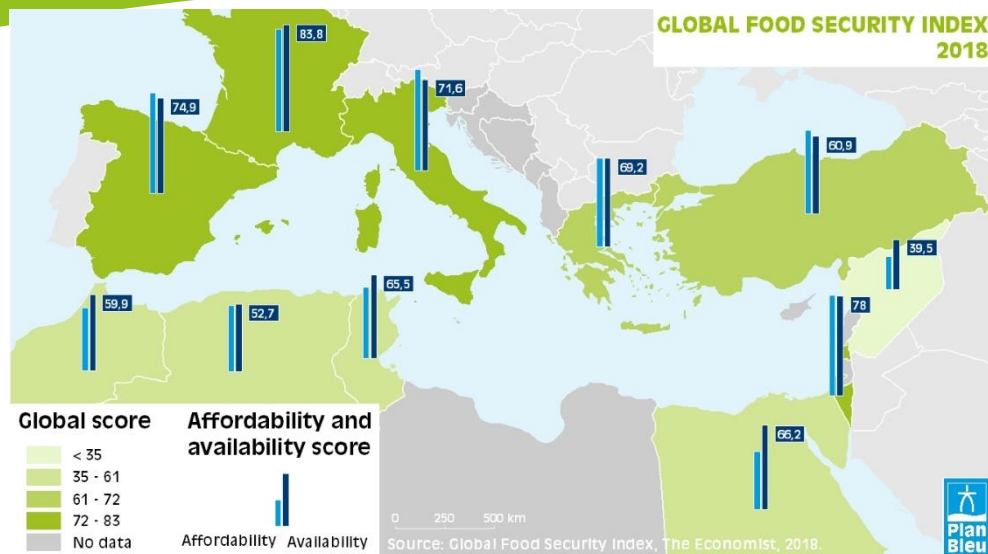 GLOBAL FOOD SECURITY INDEX
2018
83,8
74,9
71,6
69,2
60,9
39,5
59,9
52,7
65,5
78
66,2
Global score
< 35
35 - 61
61 - 72
72 - 83
No data
Affordability and
availability score
Affordability Availability
0 250 500 km
Source: Global Food Security Index, The Economist, 2018.
Plan
Bleu